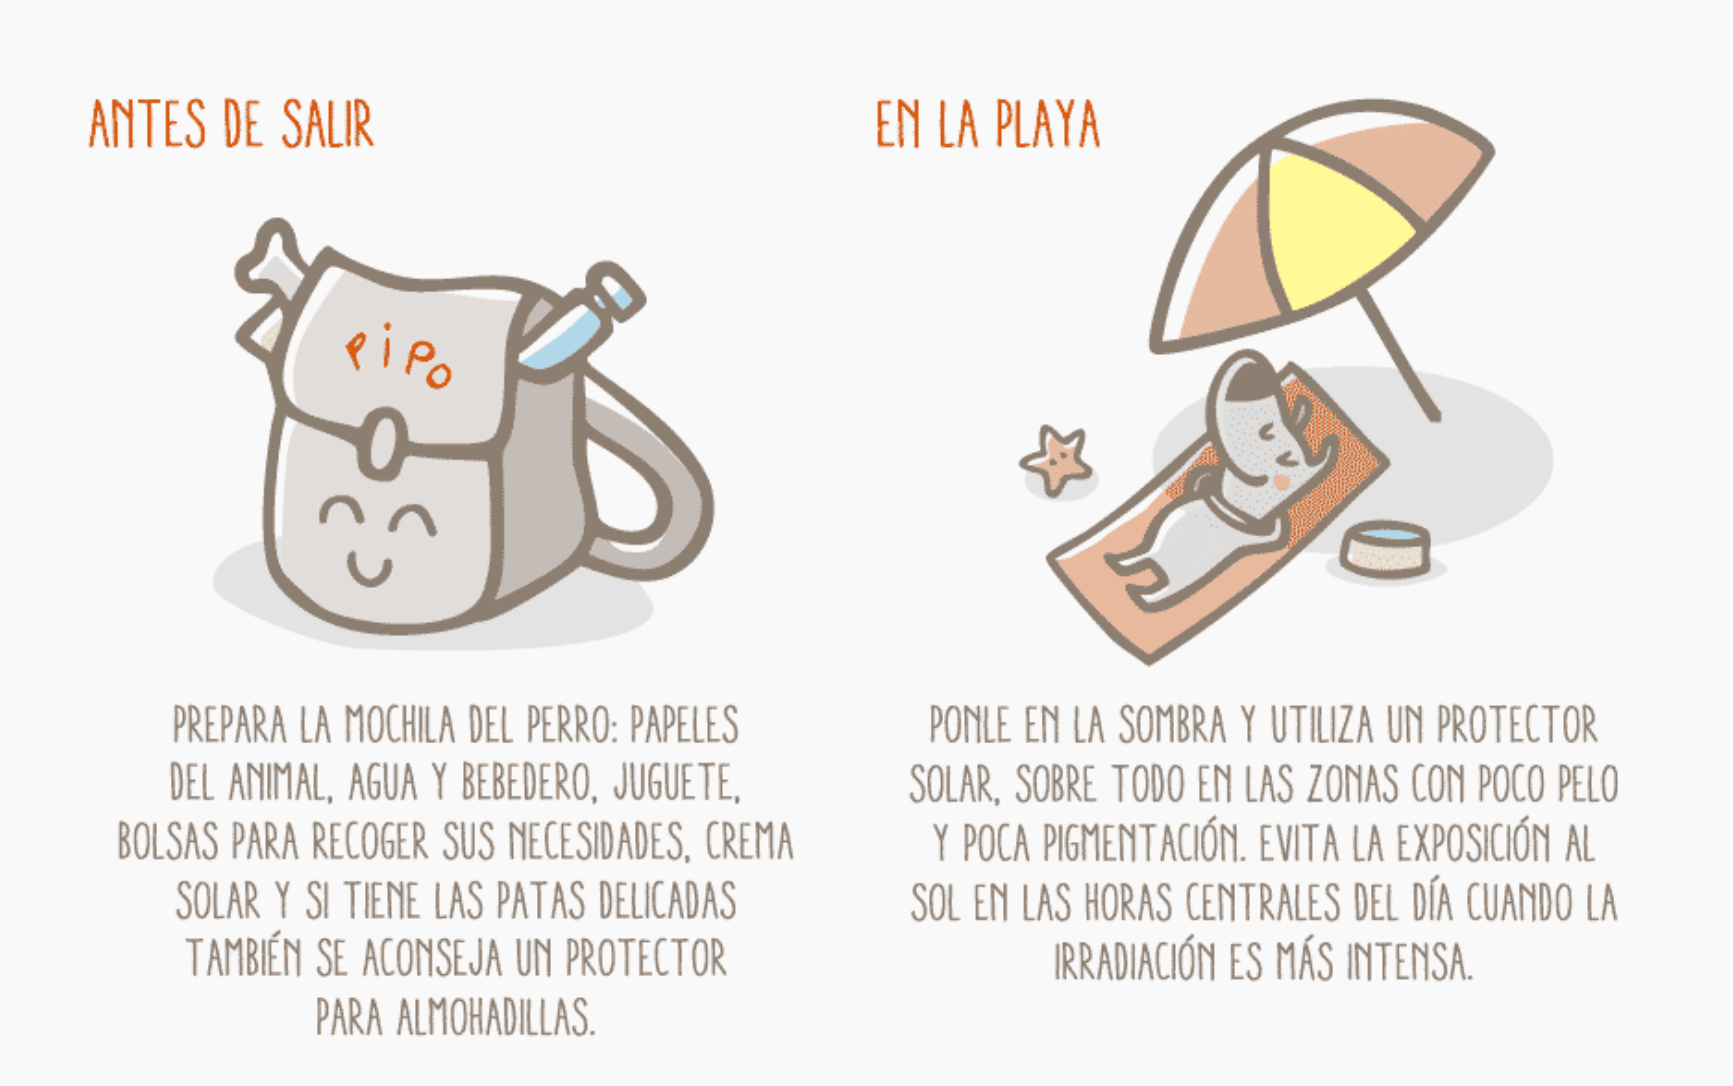 ANTES DE SALIR
PIPO
PREPARA LA MOCHILA DEL PERRO: PAPELES
DEL ANIMAL, AGUA Y BEBEDERO, JUGUETE,
BOLSAS PARA RECOGER SUS NECESIDADES, CREMA
SOLAR Y SI TIENE LAS PATAS DELICADAS
TAMBIÉN SE ACONSEJA UN PROTECTOR
PARA ALMOHADILLAS.
EN LA PLAYA
PONLE EN LA SOMBRA Y UTILIZA UN PROTECTOR
SOLAR, SOBRE TODO EN LAS ZONAS CON POCO PELO
Y POCA PIGMENTACIÓN. EVITA LA EXPOSICIÓN AL
SOL EN LAS HORAS CENTRALES DEL DÍA CUANDO LA
IRRADIACIÓN ES MÁS INTENSA.